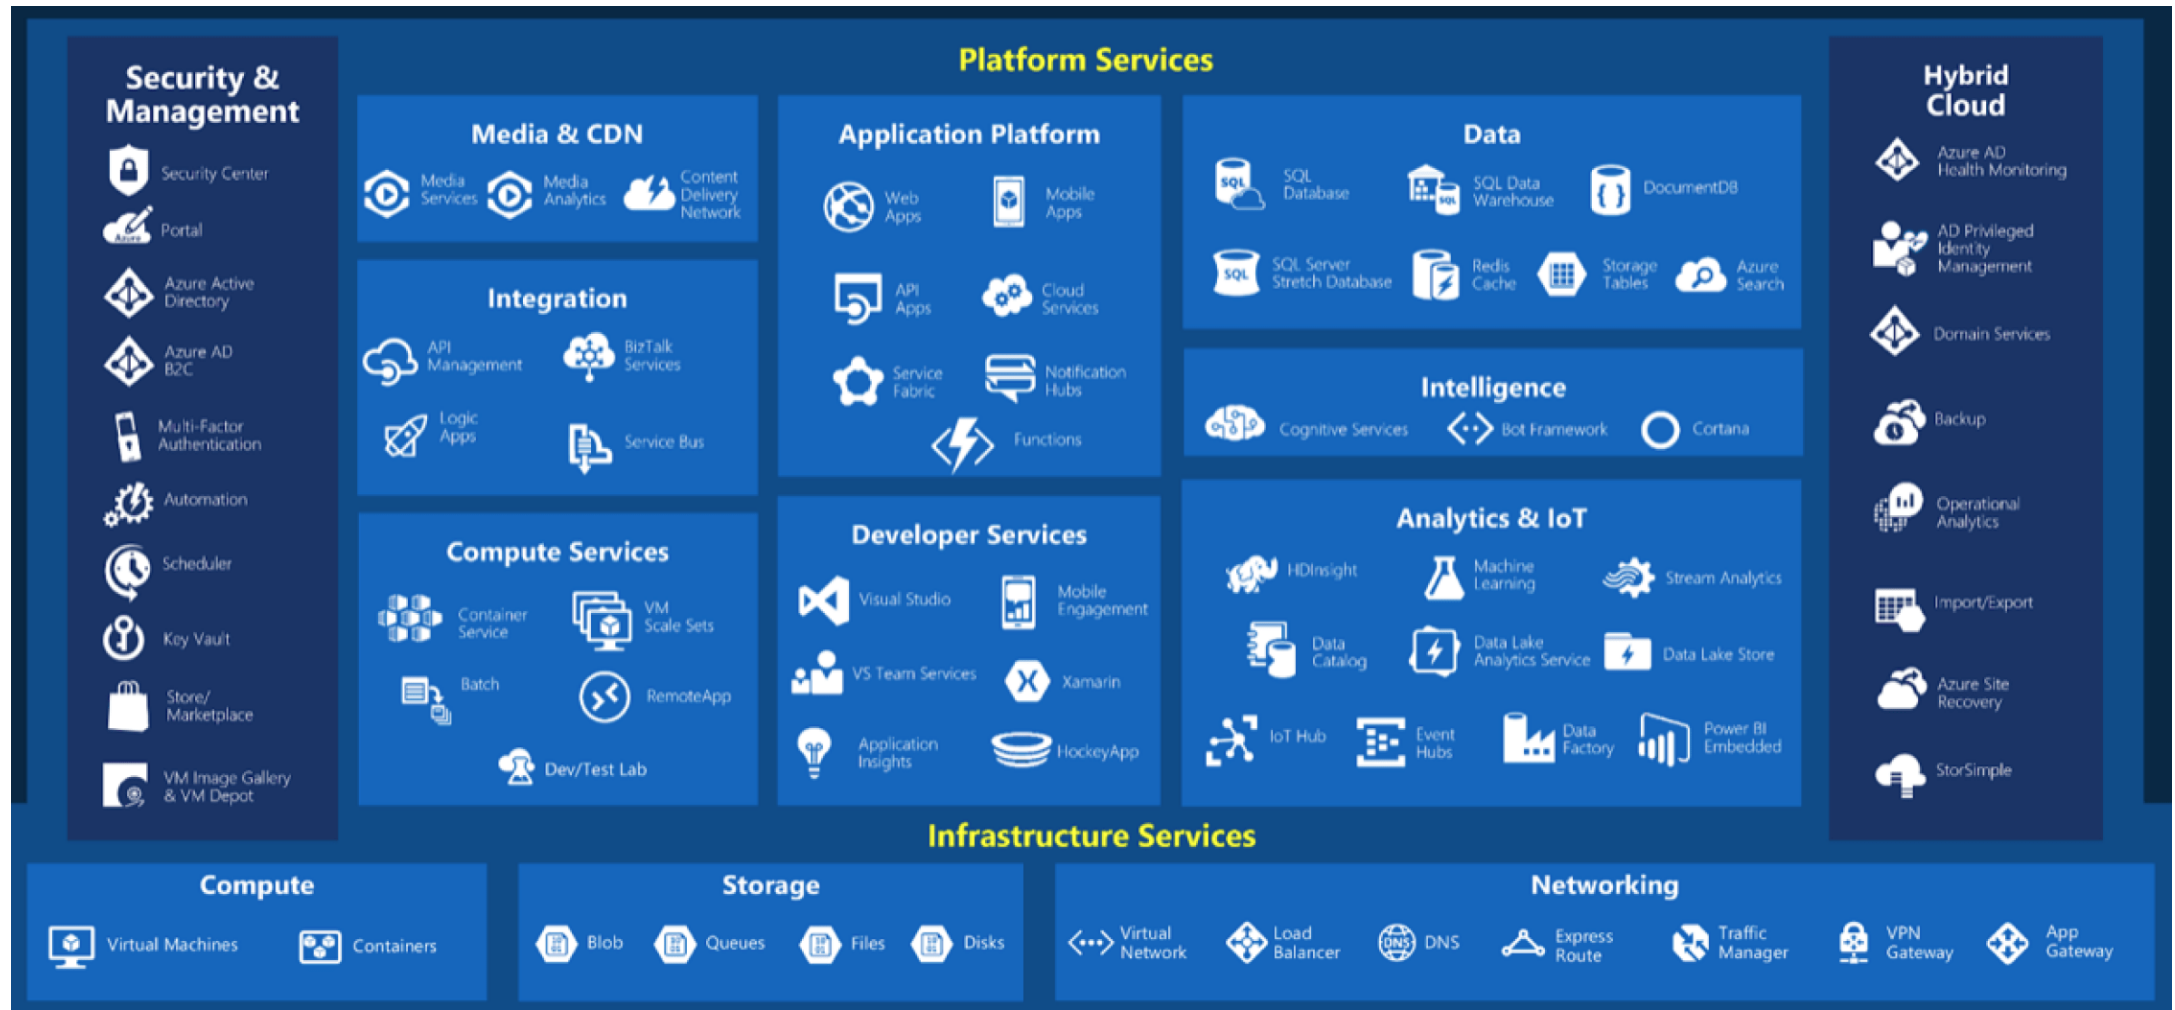 Platform Services
Security &
Management
Security Center
Portal
Azure
Azure Active
Directory
Azure AD
B2C
Multi-Factor
Authentication
Automation
Scheduler
Key Vault
Store/
Marketplace
VM Image Gallery
& VM Depot
Media & CDN
Media
Services
Media
Analytics
Content
Delivery
Network
Integration
API
Management
BizTalk
Services
Logic
Apps
Service Bus
Compute Services
Container
Service
VM
Scale Sets
Batch
RemoteApp
Dev/Test Lab
Application Platform
Web
Apps
Mobile
Apps
API
Apps
Cloud
Services
Service
Fabric
Notification
Hubs
Functions
Developer Services
Visual Studio
Mobile
Engagement
VS Team Services
Xamarin
Application
Insights
HockeyApp
Data
SQL
SQL
Database
SQL
SQL Data
Warehouse
DocumentDB
SQL
SQL Server
Stretch Database
Redis
Cache
Storage
Tables
Azure
Search
Intelligence
Cognitive Services
Bot Framework
Cortana
Analytics & IoT
HDInsight
Machine
Learning
Stream Analytics
Data
Catalog
Data Lake
Analytics Service
Data Lake Store
IoT Hub
Event
Hubs
Data
Factory
Power BI
Embedded
Hybrid
Cloud
Azure AD
Health Monitoring
AD Privileged
Identity
Management
Domain Services
Backup
Operational
Analytics
Import/Export
Azure Site
Recovery
StorSimple
Infrastructure Services
Compute
Virtual Machines
Containers
Storage
Blob
Queues
Files
Disks
Networking
Virtual
Network
Load
Balancer
DNS
DNS
Express
Route
Traffic
Manager
VPN
Gateway
App
Gateway